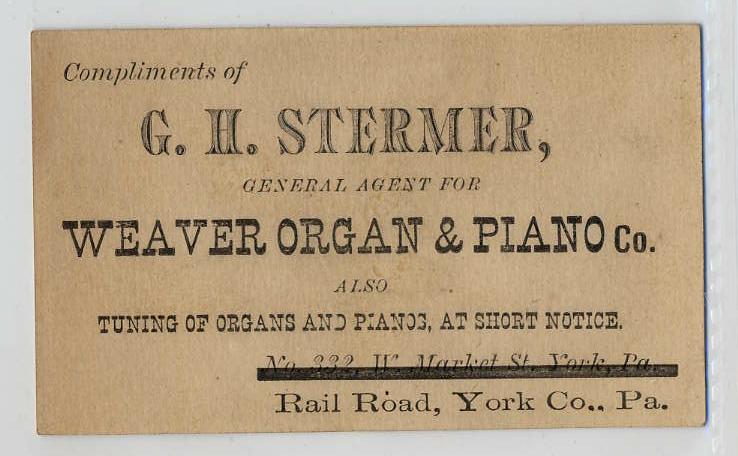 Compliments of
G. H. STERMER,
GENERAL AGENT FOR
WEAVER ORGAN & PIANO Co.
ALSO
TUNING OF ORGANS AND PIANOS, AT SHORT NOTICE.
No. 332, W. Market St. York, Pa.
Rail Road, York Co., Pa.